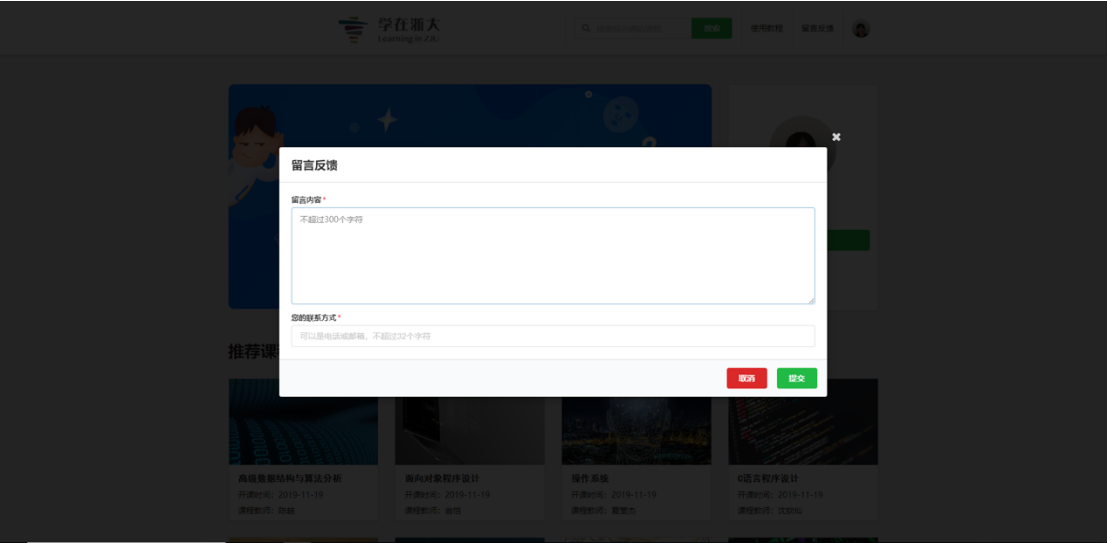 学在浙大
Learning in ZJU
搜索
使用教程
留言反馈
留言反馈
留言内容*
不超过300个字符
您的联系方式*
可以是电话或邮箱，不超过32个字符
取消
提交
推荐课
高级数据结构与算法分析
开课时间：2019-11-19
课程教师：陈越
面向对象程序设计
开课时间：2019-11-19
课程教师：翁恺
操作系统
开课时间：2019-11-19
课程教师：
C语言程序设计
开课时间：2019-11-19
课程教师：